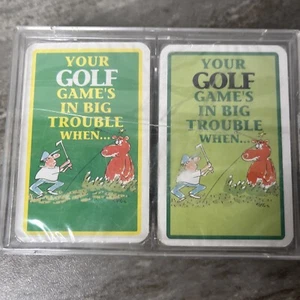 YOUR
GOLF
GAME'S
IN BIG
TROUBLE
WHEN...
YOUR
GOLF
GAME'S
IN BIG
TROUBLE
WHEN...